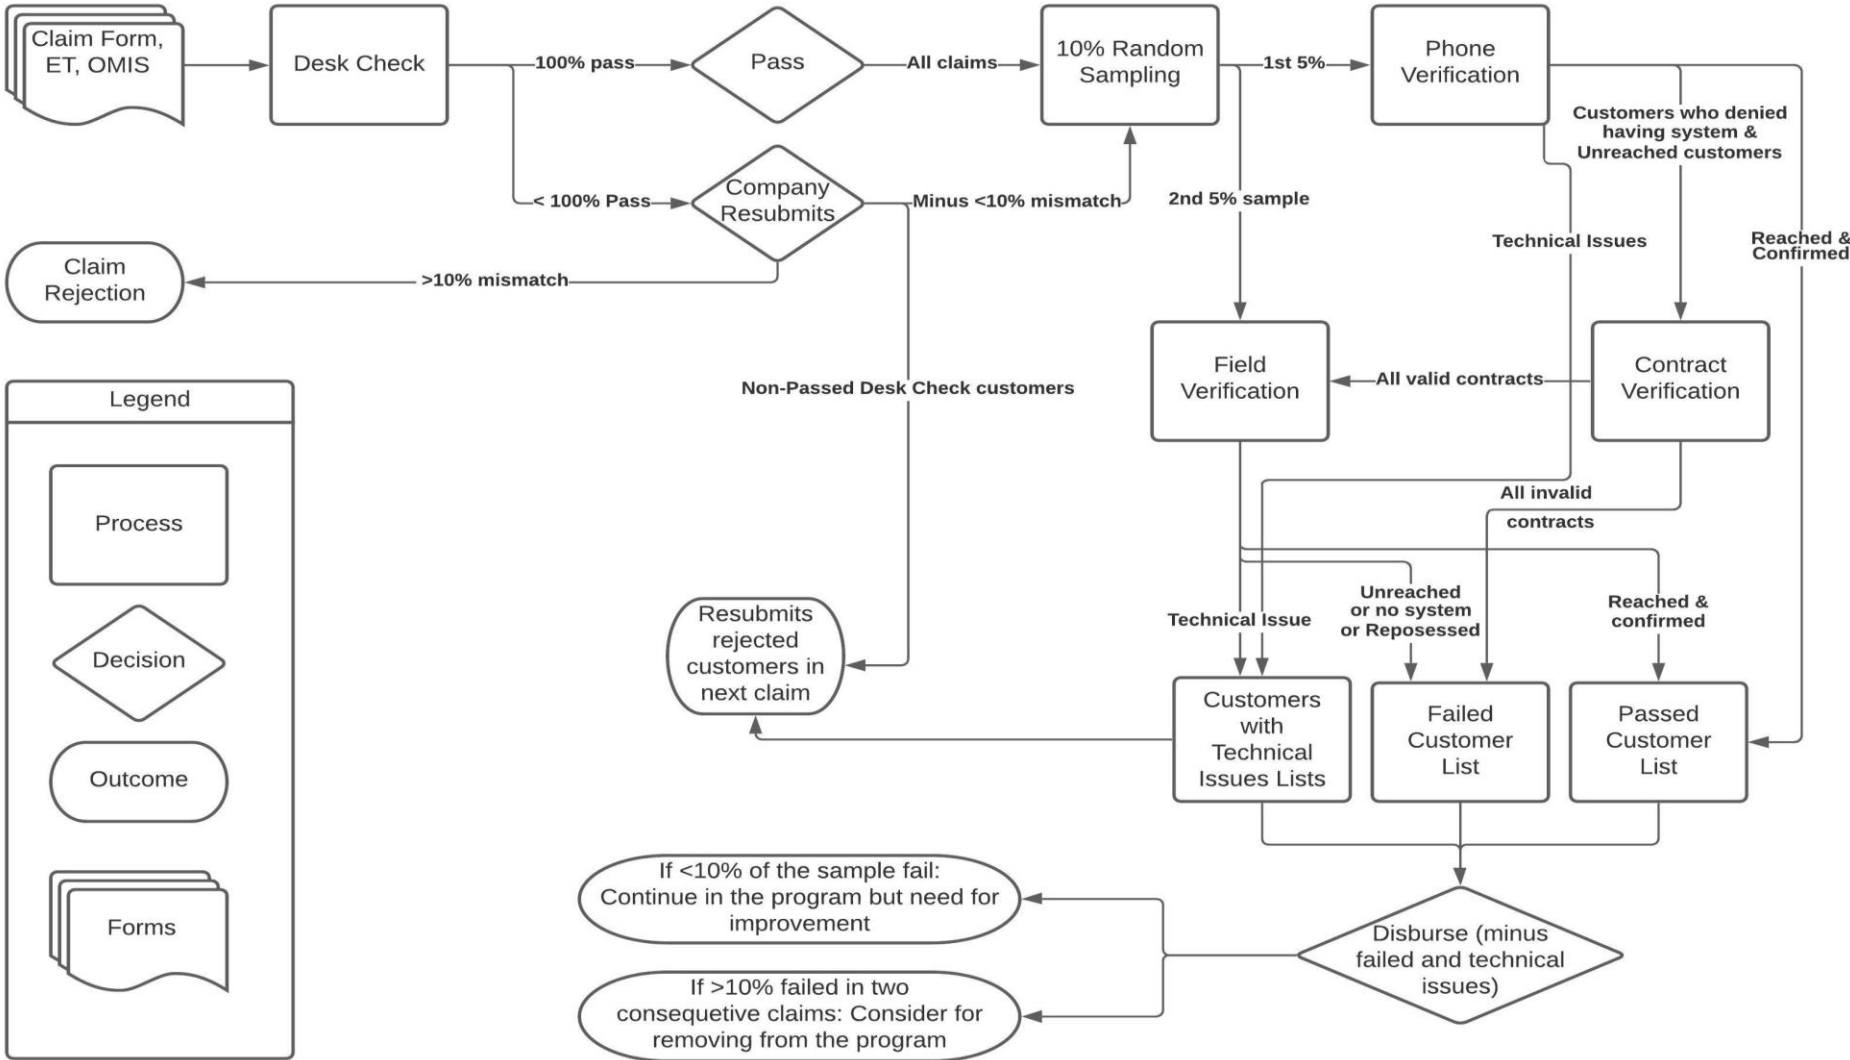 Claim Form,
ET, OMIS
Desk Check
100% pass
Pass
All claims
10% Random
Sampling
1st 5%
Phone
Verification
Customers who denied
having system &
Unreached customers
< 100% Pass
Company
Resubmits
Minus <10% mismatch
2nd 5% sample
Technical Issues
Reached &
Confirmed
Claim
Rejection
>10% mismatch
Field
Verification
All valid contracts
Contract
Verification
Non-Passed Desk Check customers
Legend
Process
Decision
Outcome
Forms
All invalid
contracts
Resubmits
rejected
customers in
next claim
Technical Issue
Unreached
or no system
or Reposessed
Reached &
confirmed
Customers
with
Technical
Issues Lists
Failed
Customer
List
Passed
Customer
List
If <10% of the sample fail:
Continue in the program but need for
improvement
Disburse (minus
failed and technical
issues)
If >10% failed in two
consequetive claims: Consider for
removing from the program